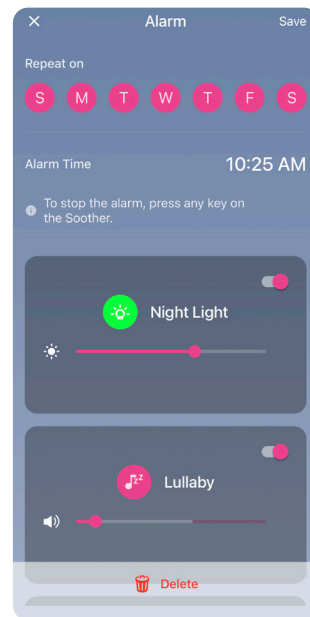 Alarm Save
Repeat on
S M T W T F S
Alarm Time 10:25 AM
To stop the alarm, press any key on
the Soother.
Night Light
Lullaby
Delete